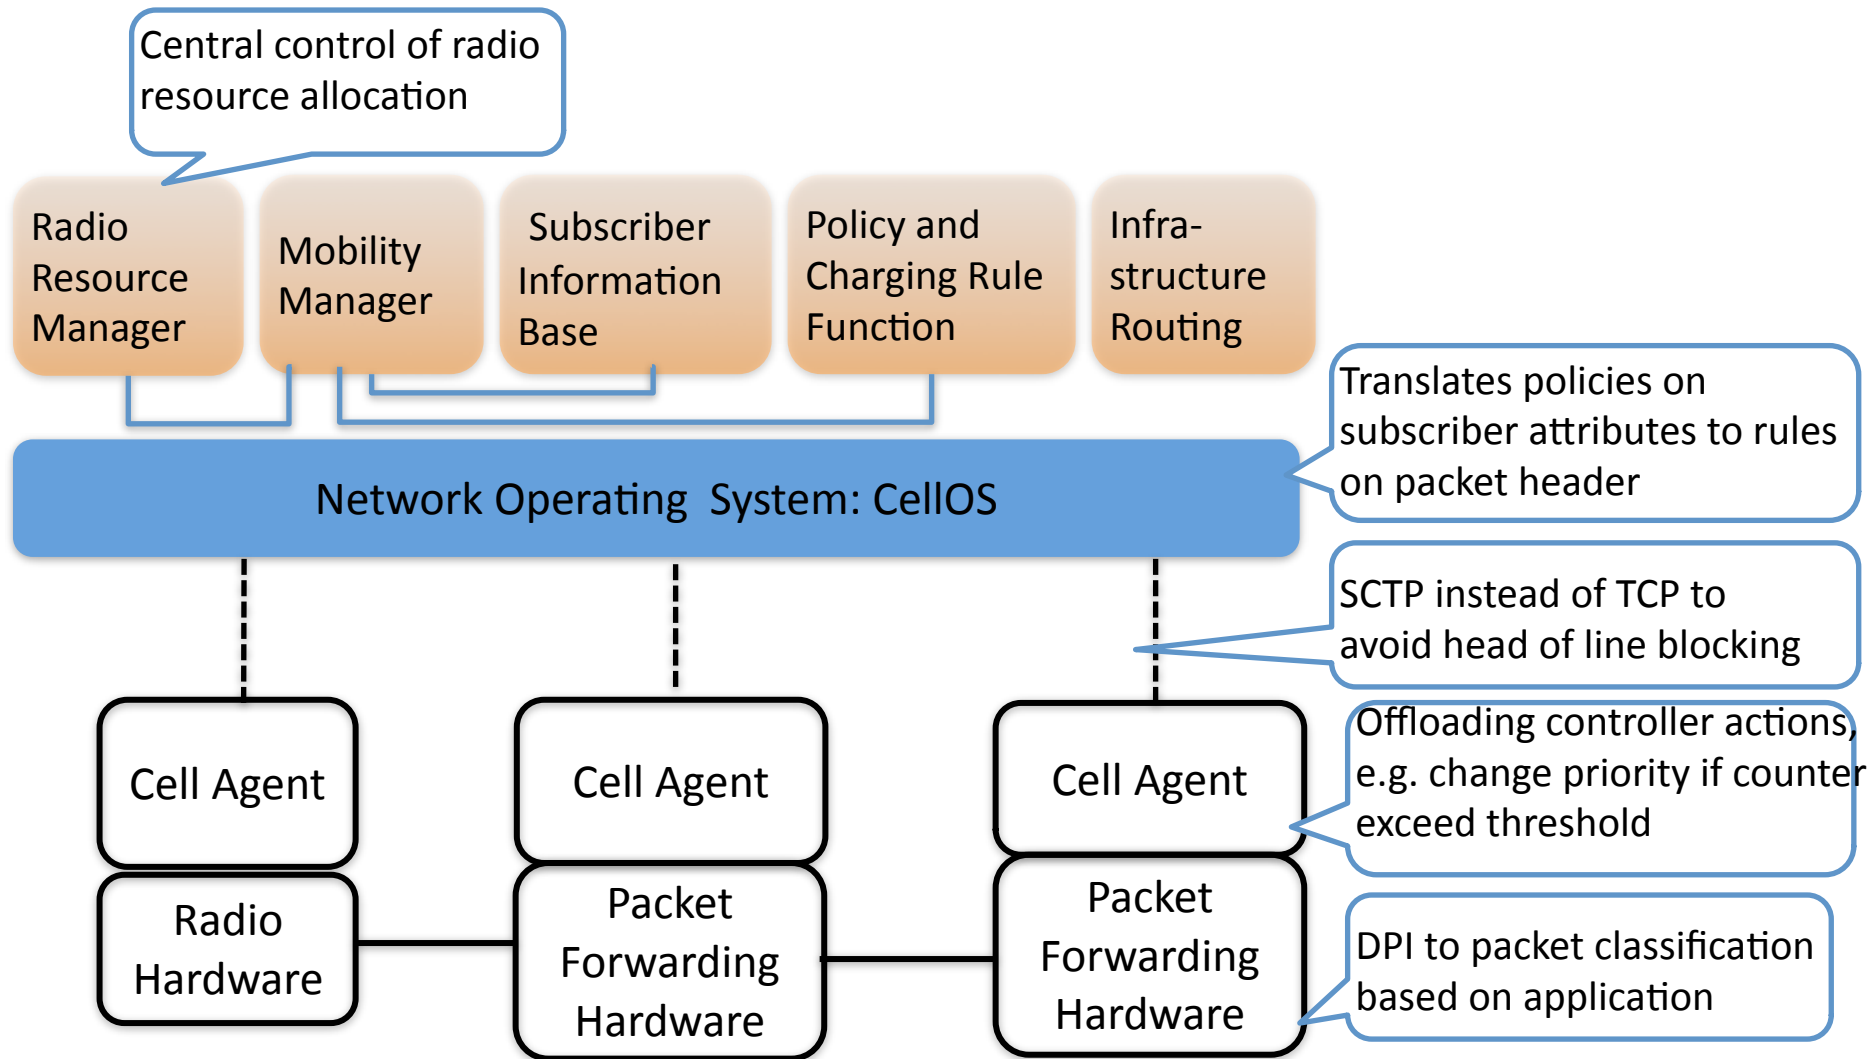 Central control of radio
resource allocation
Radio
Resource
Manager
Mobility
Manager
Subscriber
Information
Base
Policy and
Charging Rule
Function
Infra-
structure
Routing
Translates policies on
subscriber attributes to rules
on packet header
Network Operating System: CellOS
SCTP instead of TCP to
avoid head of line blocking
Cell Agent
Cell Agent
Cell Agent
Offloading controller actions,
e.g. change priority if counter
exceed threshold
Radio
Hardware
Packet
Forwarding
Hardware
Packet
Forwarding
Hardware
DPI to packet classification
based on application